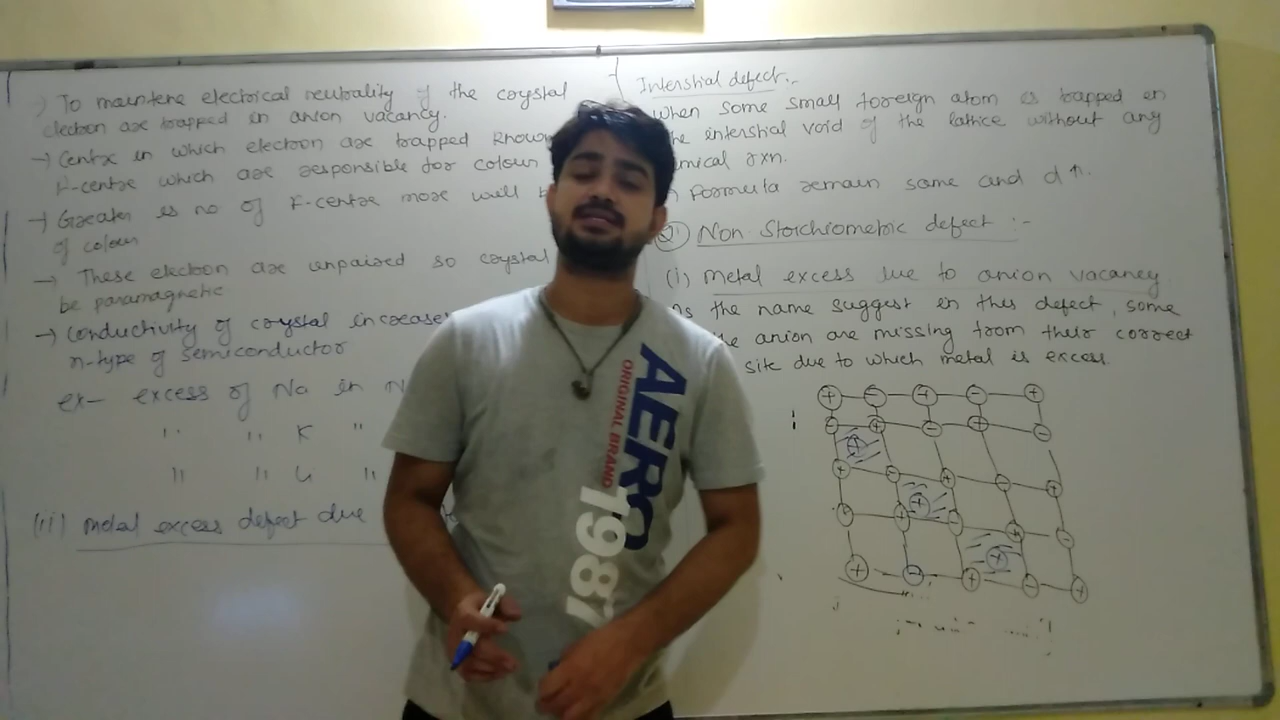 To maintene electrical neutrality of the crystal
electron are trapped in anion vacancy.
→ Centre in which electron are trapped known
F-centre which are responsible for colour
→ Greater is no of F-centre more will
of colour
→ These electron are unpaired so crystal
be paramagnetic
→ Conductivity of crystal increases
n-type of semiconductor
ex- excess of Na in N
" " K "
" " Li "
(ii) metal excess defect due
Interstial defect.-
when some small foreign atom is trapped in
the interstial void of the lattice without any
mical rxn.
Formula remain same and d↑.
(2) Non Stoichiometric defect :-
(i) metal excess due to anion vacancy
As the name suggest in this defect, some
the anion are missing from their correct
site due to which metal is excess.
+ - + - +
- + - + -
+
+ - + - +
+
- + - + -
+
+ - + - +
AERO
ORIGINAL BRAND
1987